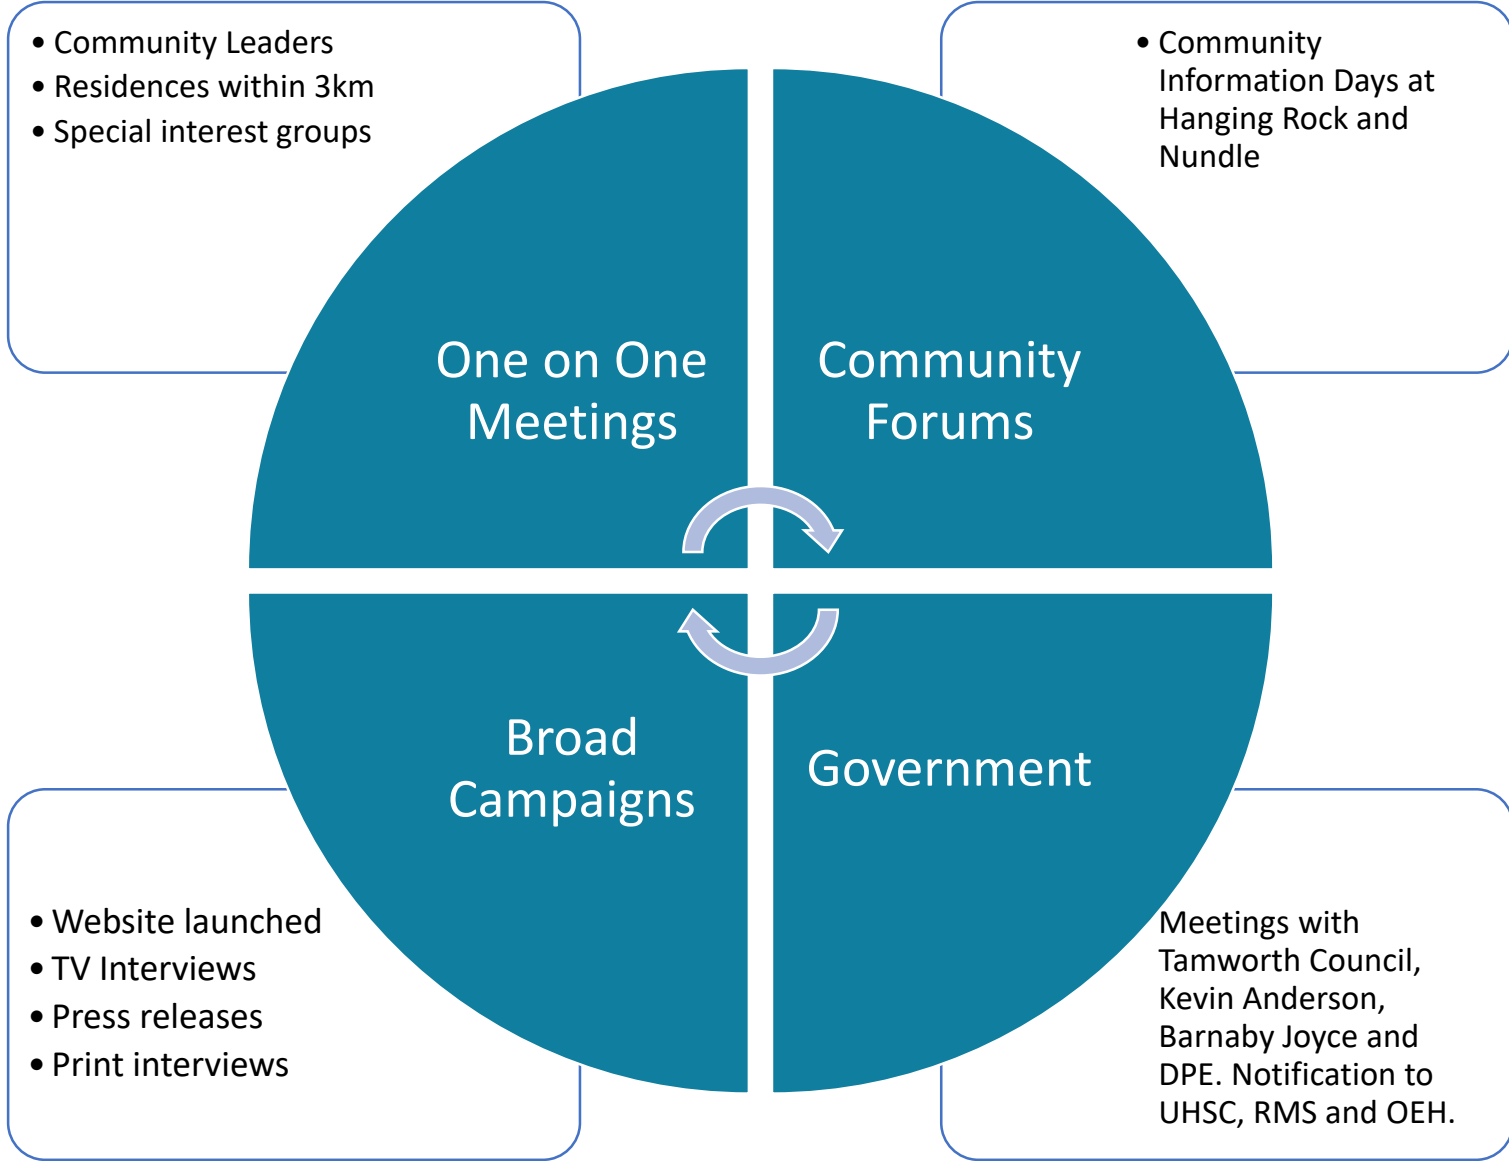 • Community Leaders
• Residences within 3km
• Special interest groups
• Community
Information Days at
Hanging Rock and
Nundle
One on One
Meetings
Community
Forums
Broad
Campaigns
Government
• Website launched
• TV Interviews
• Press releases
• Print interviews
Meetings with
Tamworth Council,
Kevin Anderson,
Barnaby Joyce and
DPE. Notification to
UHSC, RMS and OEH.